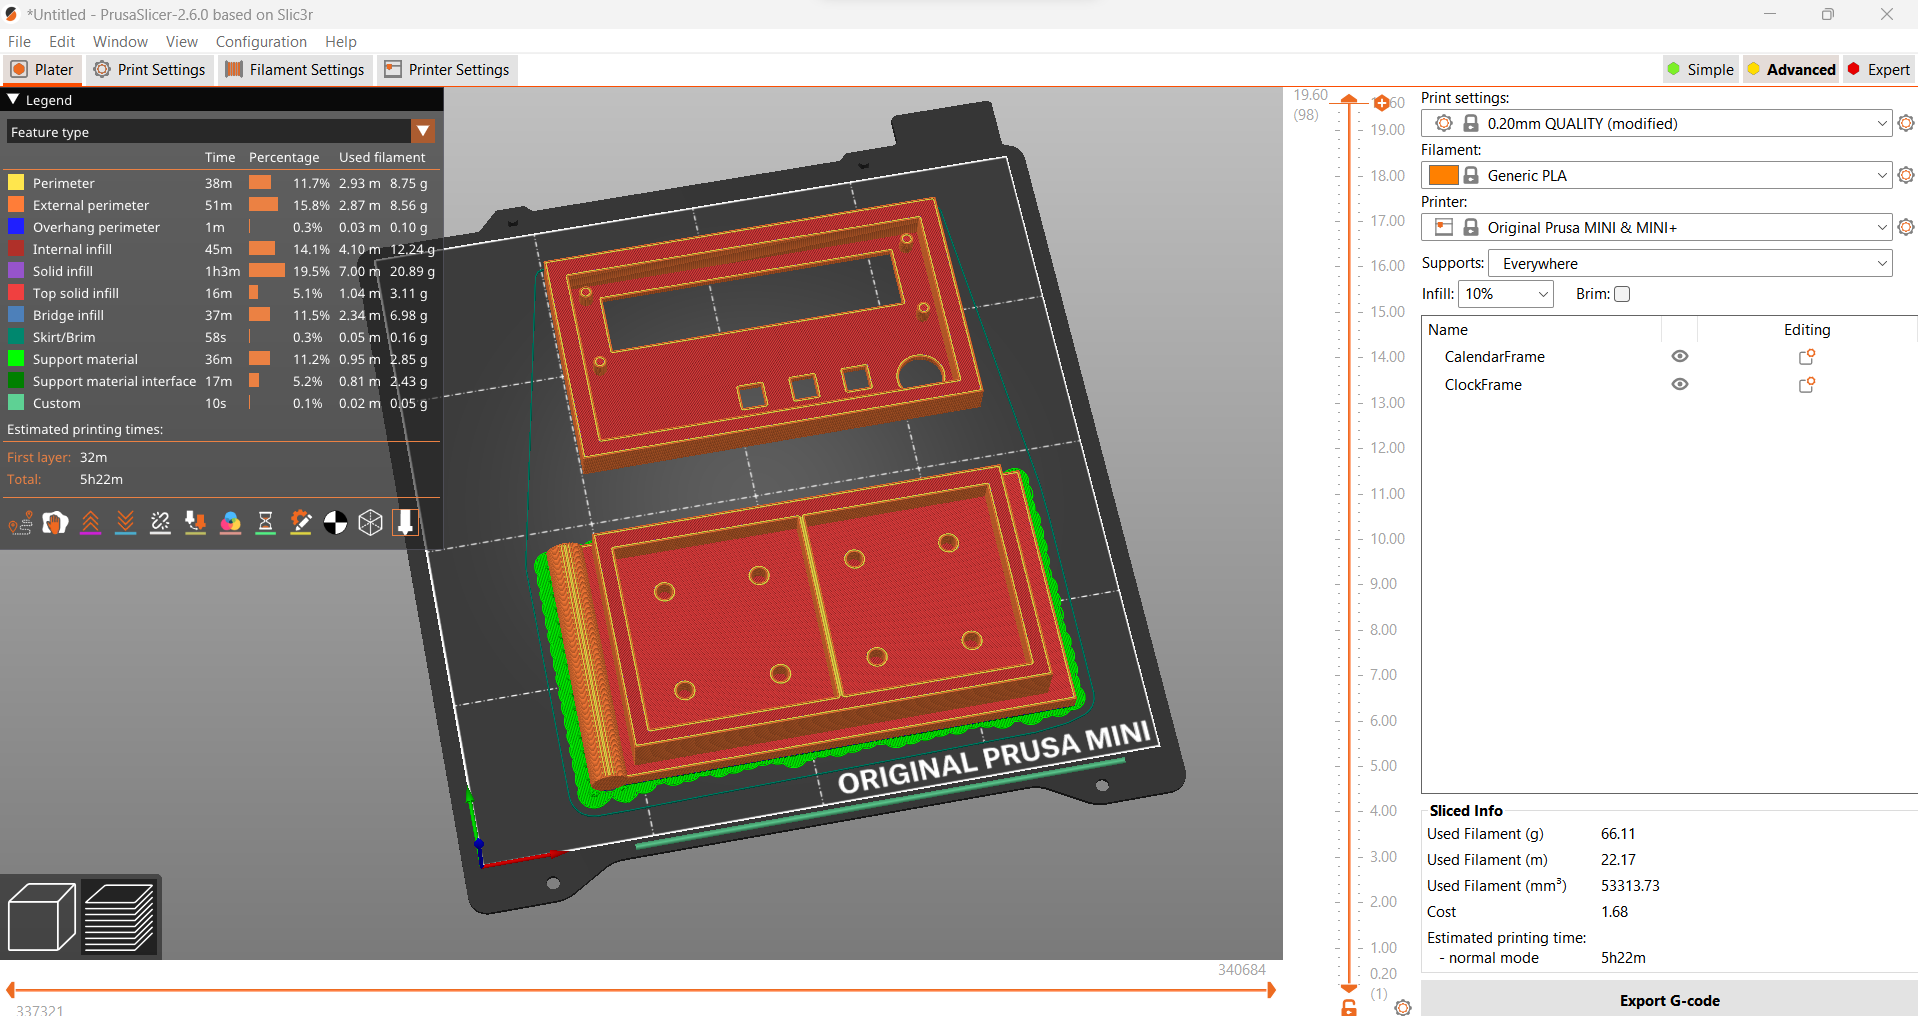 *Untitled - PrusaSlicer-2.6.0 based on Slic3r
File Edit Window View Configuration Help
Plater Print Settings Filament Settings Printer Settings Simple Advanced Expert
Legend
Feature type
Time Percentage Used filament
Perimeter 38m 11.7% 2.93 m 8.75 g
External perimeter 51m 15.8% 2.87 m 8.56 g
Overhang perimeter 1m 0.3% 0.03 m 0.10 g
Internal infill 45m 14.1% 4.10 m 12.24 g
Solid infill 1h3m 19.5% 7.00 m 20.89 g
Top solid infill 16m 5.1% 1.04 m 3.11 g
Bridge infill 37m 11.5% 2.34 m 6.98 g
Skirt/Brim 58s 0.3% 0.05 m 0.16 g
Support material 36m 11.2% 0.95 m 2.85 g
Support material interface 17m 5.2% 0.81 m 2.43 g
Custom 10s 0.1% 0.02 m 0.05 g
Estimated printing times:
First layer: 32m
Total: 5h22m
ORIGINAL PRUSA MINI
340684
337321
19.60
(98)
19.00
18.00
17.00
16.00
15.00
14.00
13.00
12.00
11.00
10.00
9.00
8.00
7.00
6.00
5.00
4.00
3.00
2.00
1.00
0.20
(1)
Print settings:
0.20mm QUALITY (modified)
Filament:
Generic PLA
Printer:
Original Prusa MINI & MINI+
Supports: Everywhere
Infill: 10% Brim:
Name Editing
CalendarFrame
ClockFrame
Sliced Info
Used Filament (g) 66.11
Used Filament (m) 22.17
Used Filament (mm³) 53313.73
Cost 1.68
Estimated printing time:
- normal mode 5h22m
Export G-code